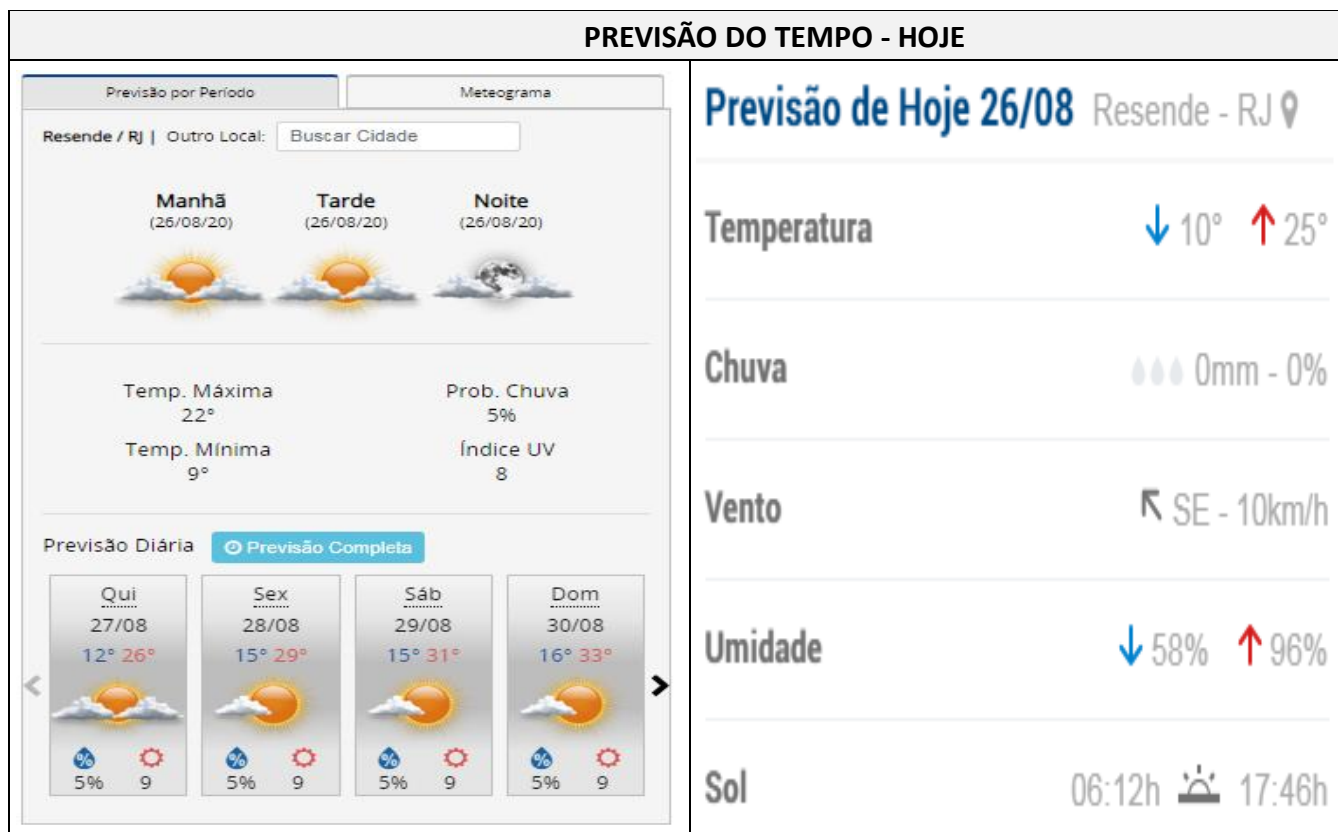 PREVISÃO DO TEMPO - HOJE
Previsão por Período Meteograma
Resende / RJ | Outro Local: Buscar Cidade
Manhã Tarde Noite
(26/08/20) (26/08/20) (26/08/20)
Temp. Máxima Prob. Chuva
22° 5%
Temp. Mínima Índice UV
9° 8
Previsão Diária Previsão Completa
Qui Sex Sáb Dom
27/08 28/08 29/08 30/08
12° 26° 15° 29° 15° 31° 16° 33°
% % % %
5% 9 5% 9 5% 9 5% 9
Previsão de Hoje 26/08 Resende - RJ
Temperatura 10° 25°
Chuva 0mm - 0%
Vento SE - 10km/h
Umidade 58% 96%
Sol 06:12h 17:46h